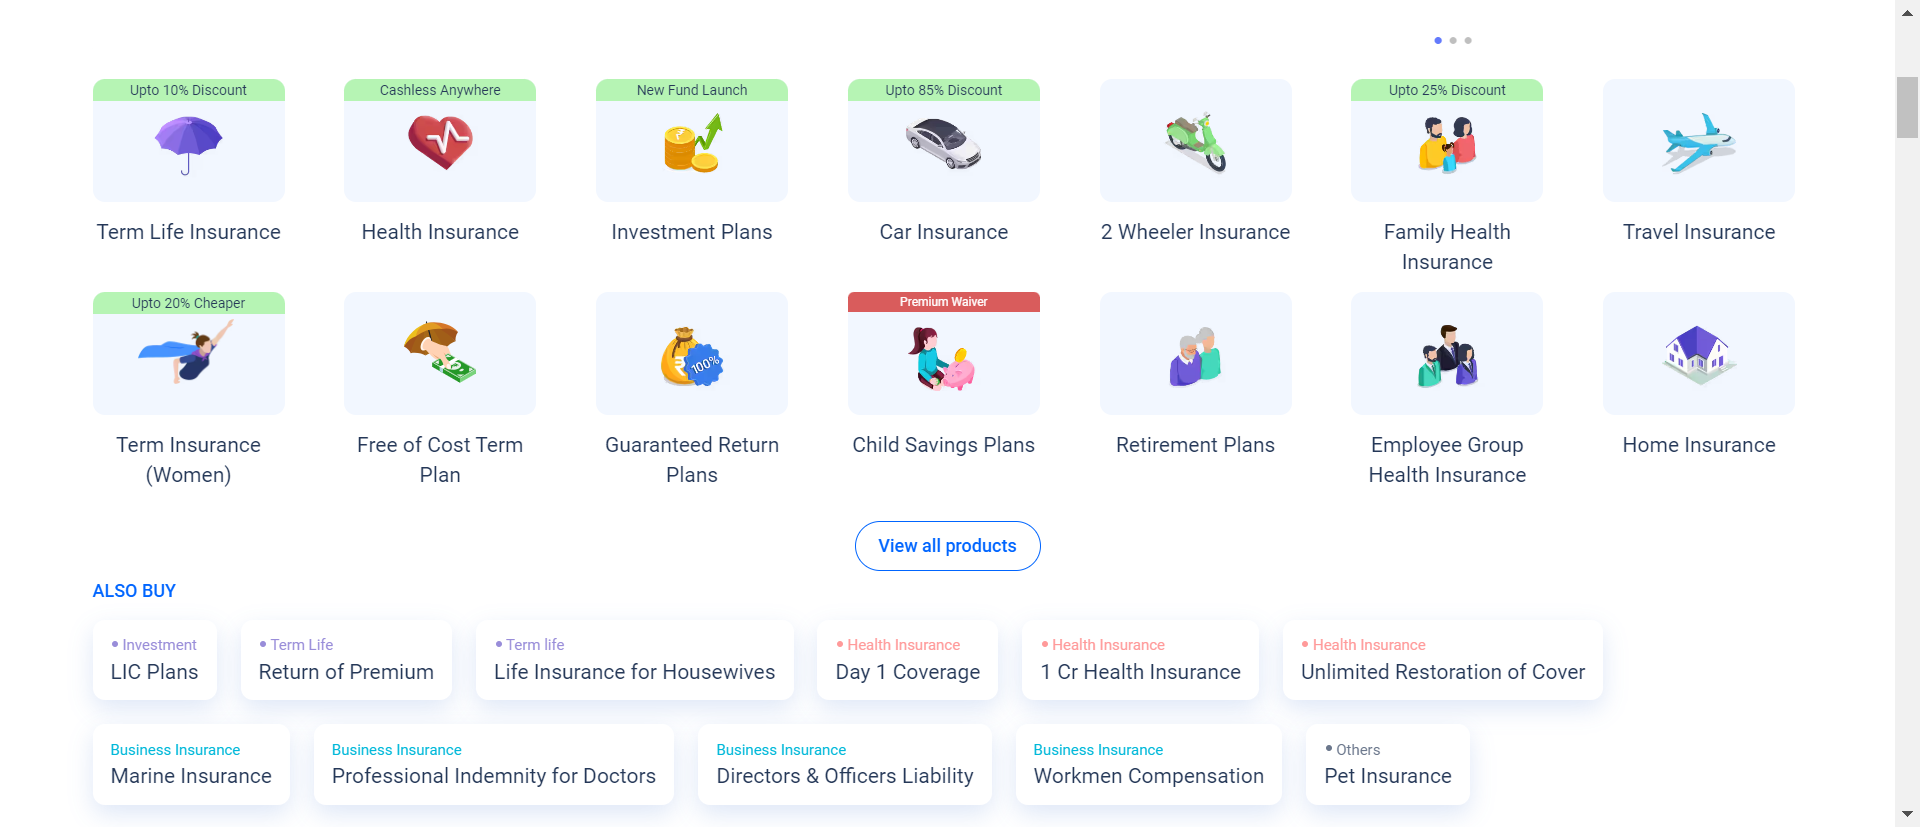 Upto 10% Discount
Cashless Anywhere
New Fund Launch
Upto 85% Discount
Upto 25% Discount
Term Life Insurance
Health Insurance
Investment Plans
Car Insurance
2 Wheeler Insurance
Family Health
Insurance
Travel Insurance
Upto 20% Cheaper
Premium Waiver
₹
100%
Term Insurance
(Women)
Free of Cost Term
Plan
Guaranteed Return
Plans
Child Savings Plans
Retirement Plans
Employee Group
Health Insurance
Home Insurance
View all products
ALSO BUY
• Investment
LIC Plans
• Term Life
Return of Premium
• Term life
Life Insurance for Housewives
• Health Insurance
Day 1 Coverage
• Health Insurance
1 Cr Health Insurance
• Health Insurance
Unlimited Restoration of Cover
Business Insurance
Marine Insurance
Business Insurance
Professional Indemnity for Doctors
Business Insurance
Directors & Officers Liability
Business Insurance
Workmen Compensation
• Others
Pet Insurance